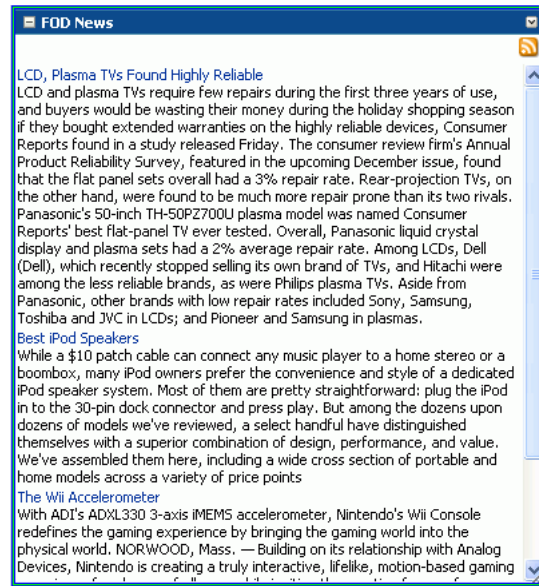 FOD News
LCD, Plasma TVs Found Highly Reliable
LCD and plasma TVs require few repairs during the first three years of use,
and buyers would be wasting their money during the holiday shopping season
if they bought extended warranties on the highly reliable devices, Consumer
Reports found in a study released Friday. The consumer review firm's Annual
Product Reliability Survey, featured in the upcoming December issue, found
that the flat panel sets overall had a 3% repair rate. Rear-projection TVs, on
the other hand, were found to be much more repair prone than its two rivals.
Panasonic's 50-inch TH-50PZ700U plasma model was named Consumer
Reports' best flat-panel TV ever tested. Overall, Panasonic liquid crystal
display and plasma sets had a 2% average repair rate. Among LCDs, Dell
(Dell), which recently stopped selling its own brand of TVs, and Hitachi were
among the less reliable brands, as were Philips plasma TVs. Aside from
Panasonic, other brands with low repair rates included Sony, Samsung,
Toshiba and JVC in LCDs; and Pioneer and Samsung in plasmas.
Best iPod Speakers
While a $10 patch cable can connect any music player to a home stereo or a
boombox, many iPod owners prefer the convenience and style of a dedicated
iPod speaker system. Most of them are pretty straightforward: plug the iPod
in to the 30-pin dock connector and press play. But among the dozens upon
dozens of models we've reviewed, a select handful have distinguished
themselves with a superior combination of design, performance, and value.
We've assembled them here, including a wide cross section of portable and
home models across a variety of price points
The Wii Accelerometer
With ADI's ADXL330 3-axis iMEMS accelerometer, Nintendo's Wii Console
redefines the gaming experience by bringing the gaming world into the
physical world. NORWOOD, Mass. — Building on its relationship with Analog
Devices, Nintendo is creating a truly interactive, lifelike, motion-based gaming